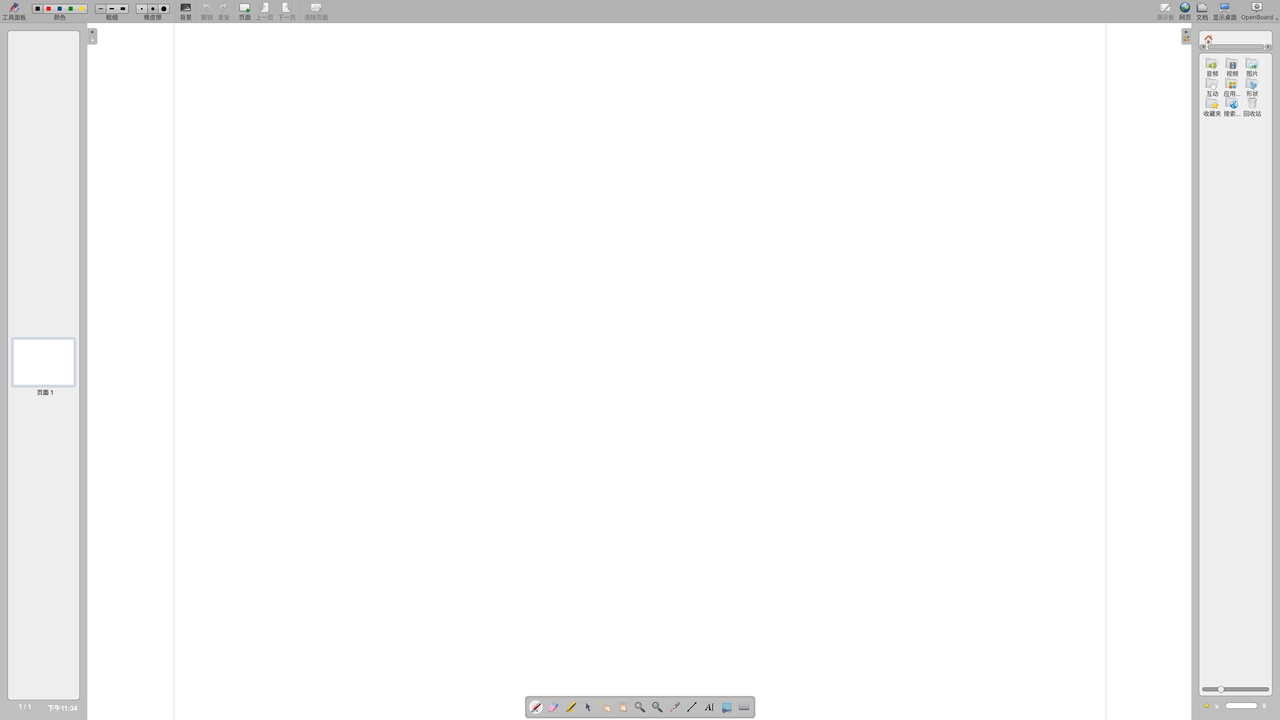 工具面板 颜色 粗细 橡皮擦 背景 撤销 重复 页面 上一页 下一页 清除页面 演示板 网页 文档 显示桌面 OpenBoard
音频 视频 图片
互动 应用... 形状
收藏夹 搜索... 回收站
页面 1
1 / 1 下午11:34